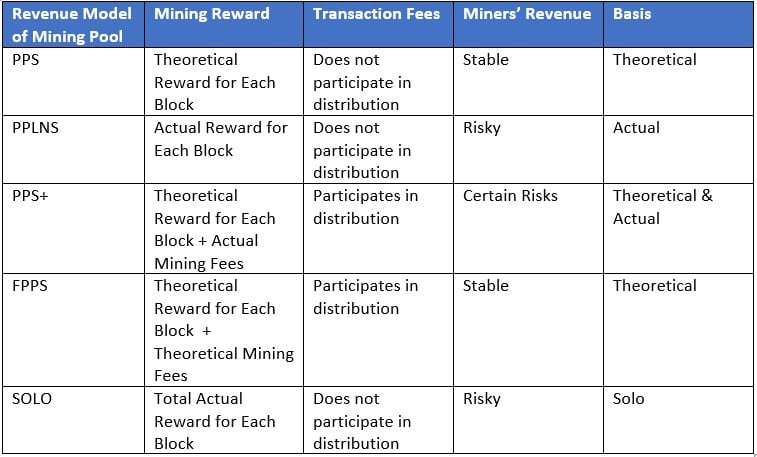 Revenue Model of Mining Pool | Mining Reward | Transaction Fees | Miners’ Revenue | Basis
PPS | Theoretical Reward for Each Block | Does not participate in distribution | Stable | Theoretical
PPLNS | Actual Reward for Each Block | Does not participate in distribution | Risky | Actual
PPS+ | Theoretical Reward for Each Block + Actual Mining Fees | Participates in distribution | Certain Risks | Theoretical & Actual
FPPS | Theoretical Reward for Each Block + Theoretical Mining Fees | Participates in distribution | Stable | Theoretical
SOLO | Total Actual Reward for Each Block | Does not participate in distribution | Risky | Solo